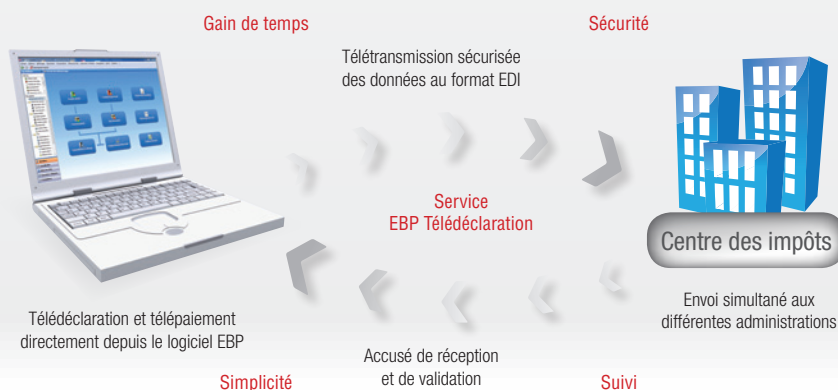 Gain de temps
Sécurité
Télétransmission sécurisée
des données au format EDI
Service
EBP Télédéclaration
Centre des impôts
Télédéclaration et télépaiement
directement depuis le logiciel EBP
Envoi simultané aux
différentes administrations
Accusé de réception
et de validation
Simplicité
Suivi